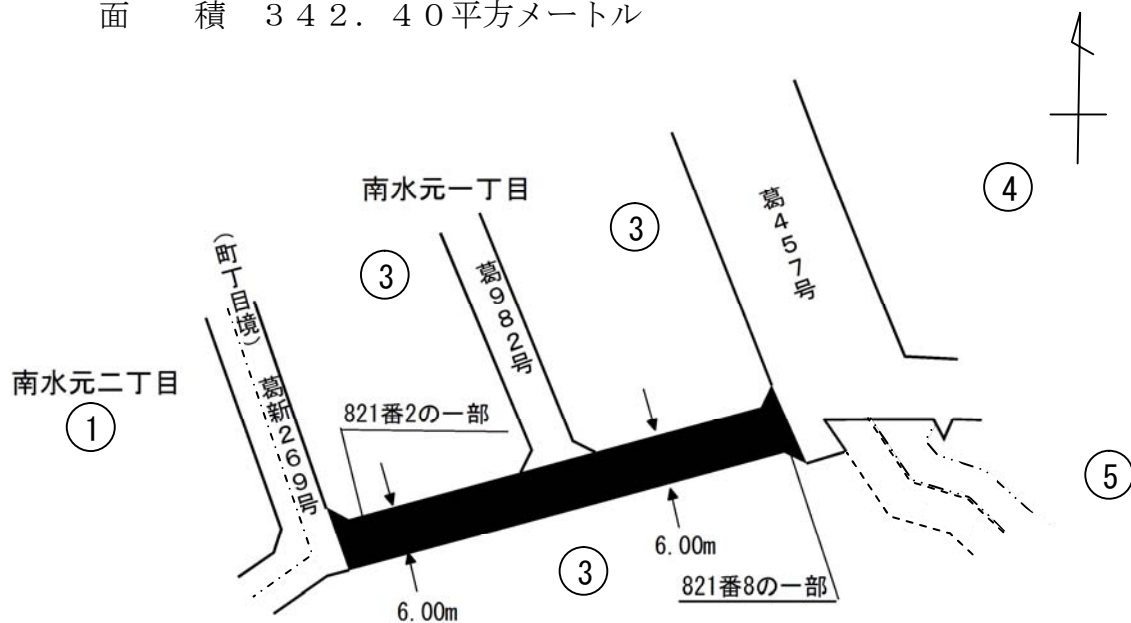 面　　積　３４２．４０平方メートル
南水元一丁目
④
③
葛４５７号
（町丁目境）
③
葛９８２号
南水元二丁目
①
葛新２６９号
821番2の一部
⑤
6.00m
③
821番8の一部
6.00m